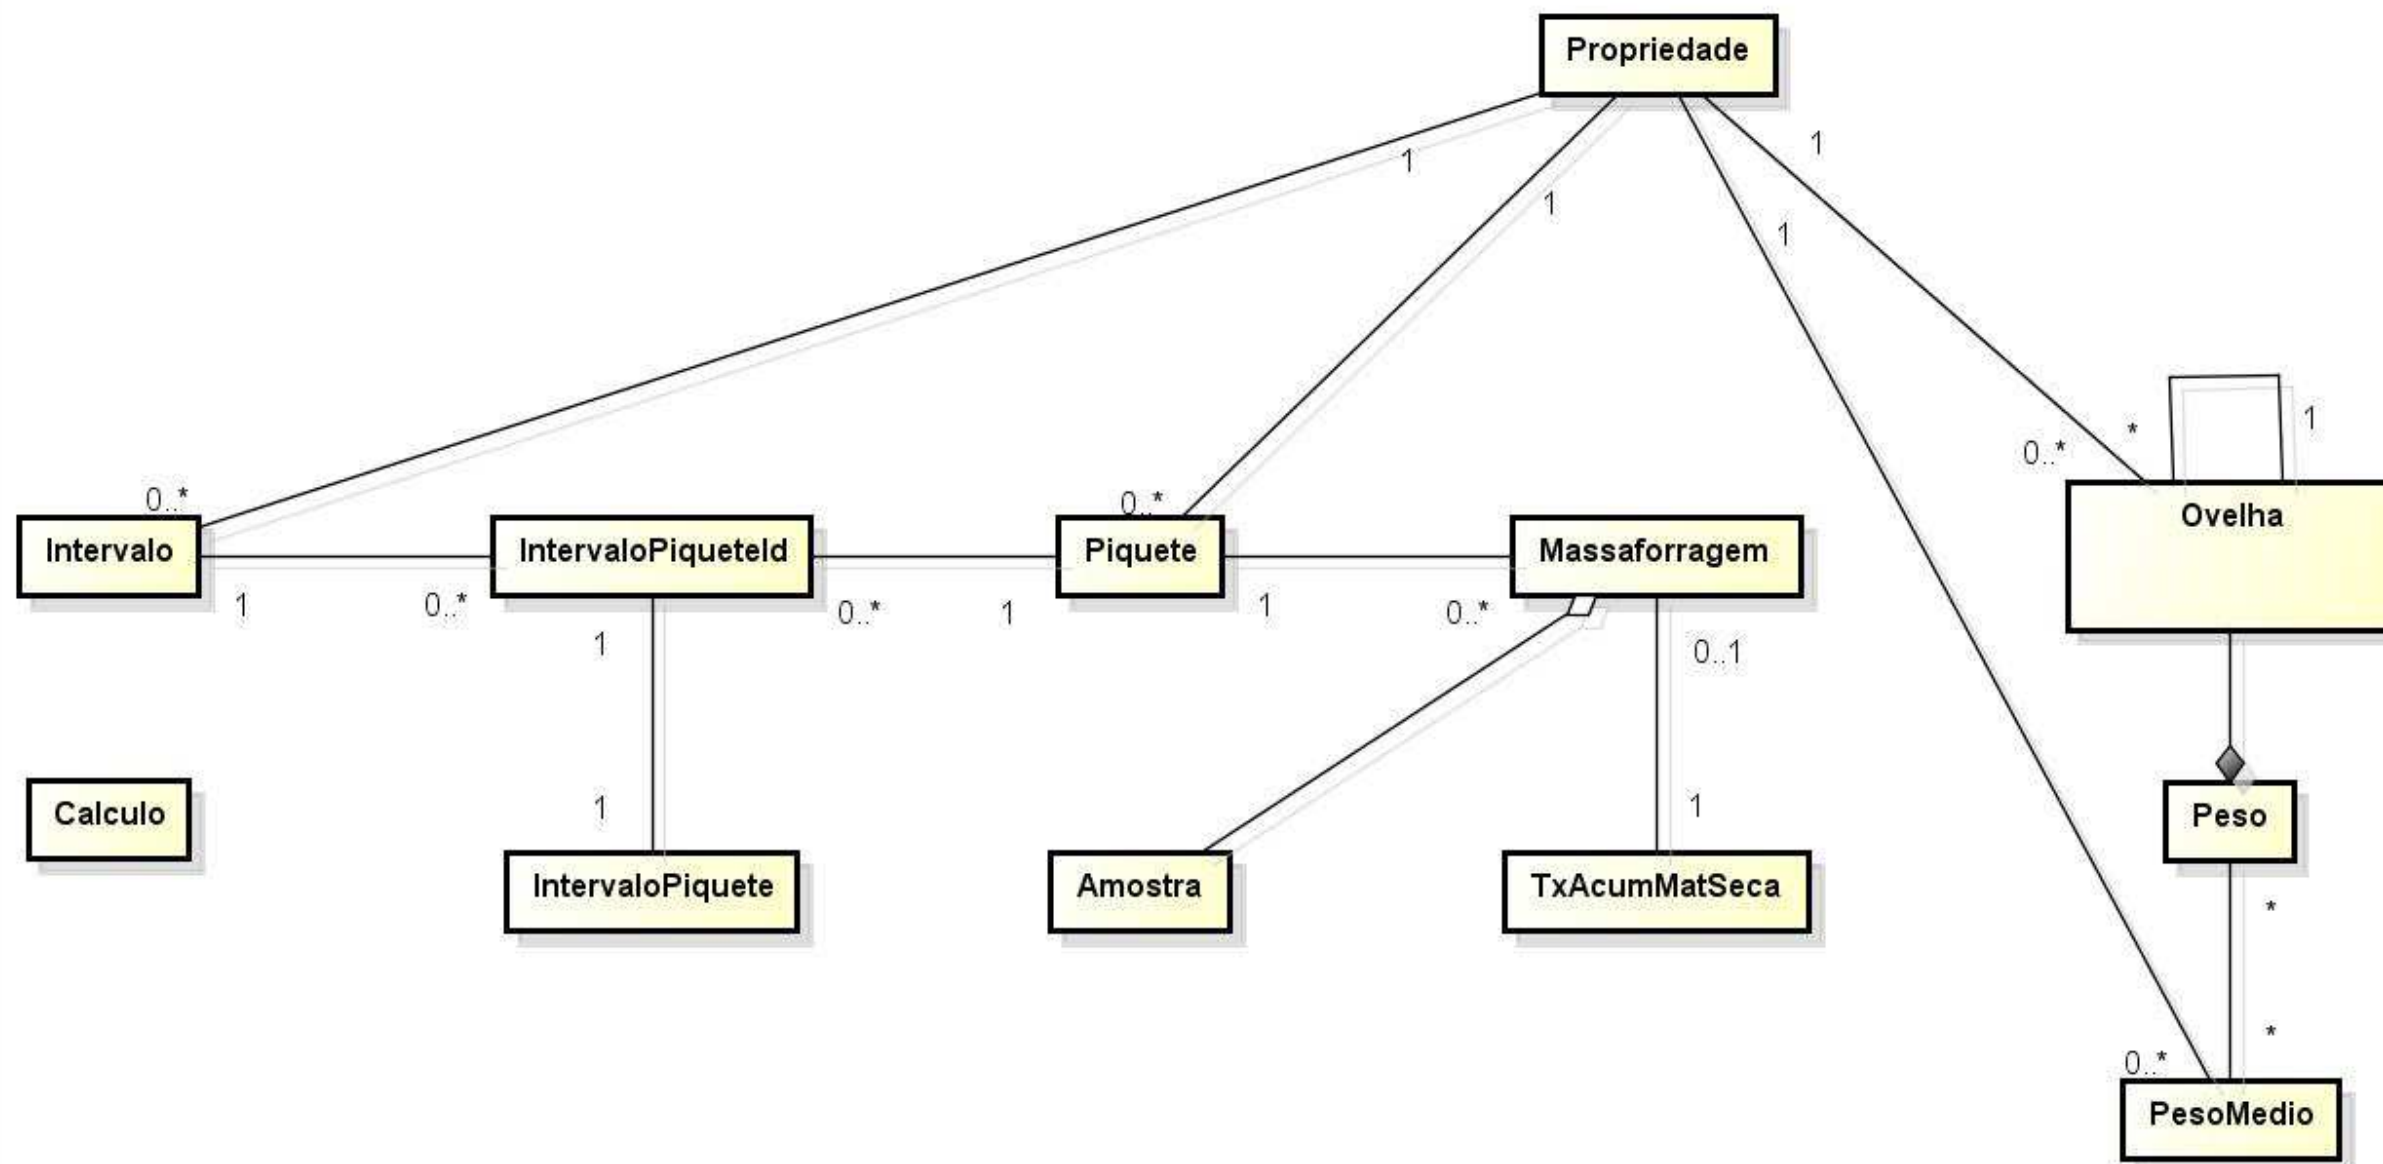 Propriedade
1
1
1
1
1
*
0..*
0..*
0..*
Ovelha
Intervalo
IntervaloPiqueteId
Piquete
Massaforragem
1
0..*
0..*
1
1
0..*
1
0..1
1
1
Calculo
Peso
IntervaloPiquete
Amostra
TxAcumMatSeca
*
*
0..*
PesoMedio